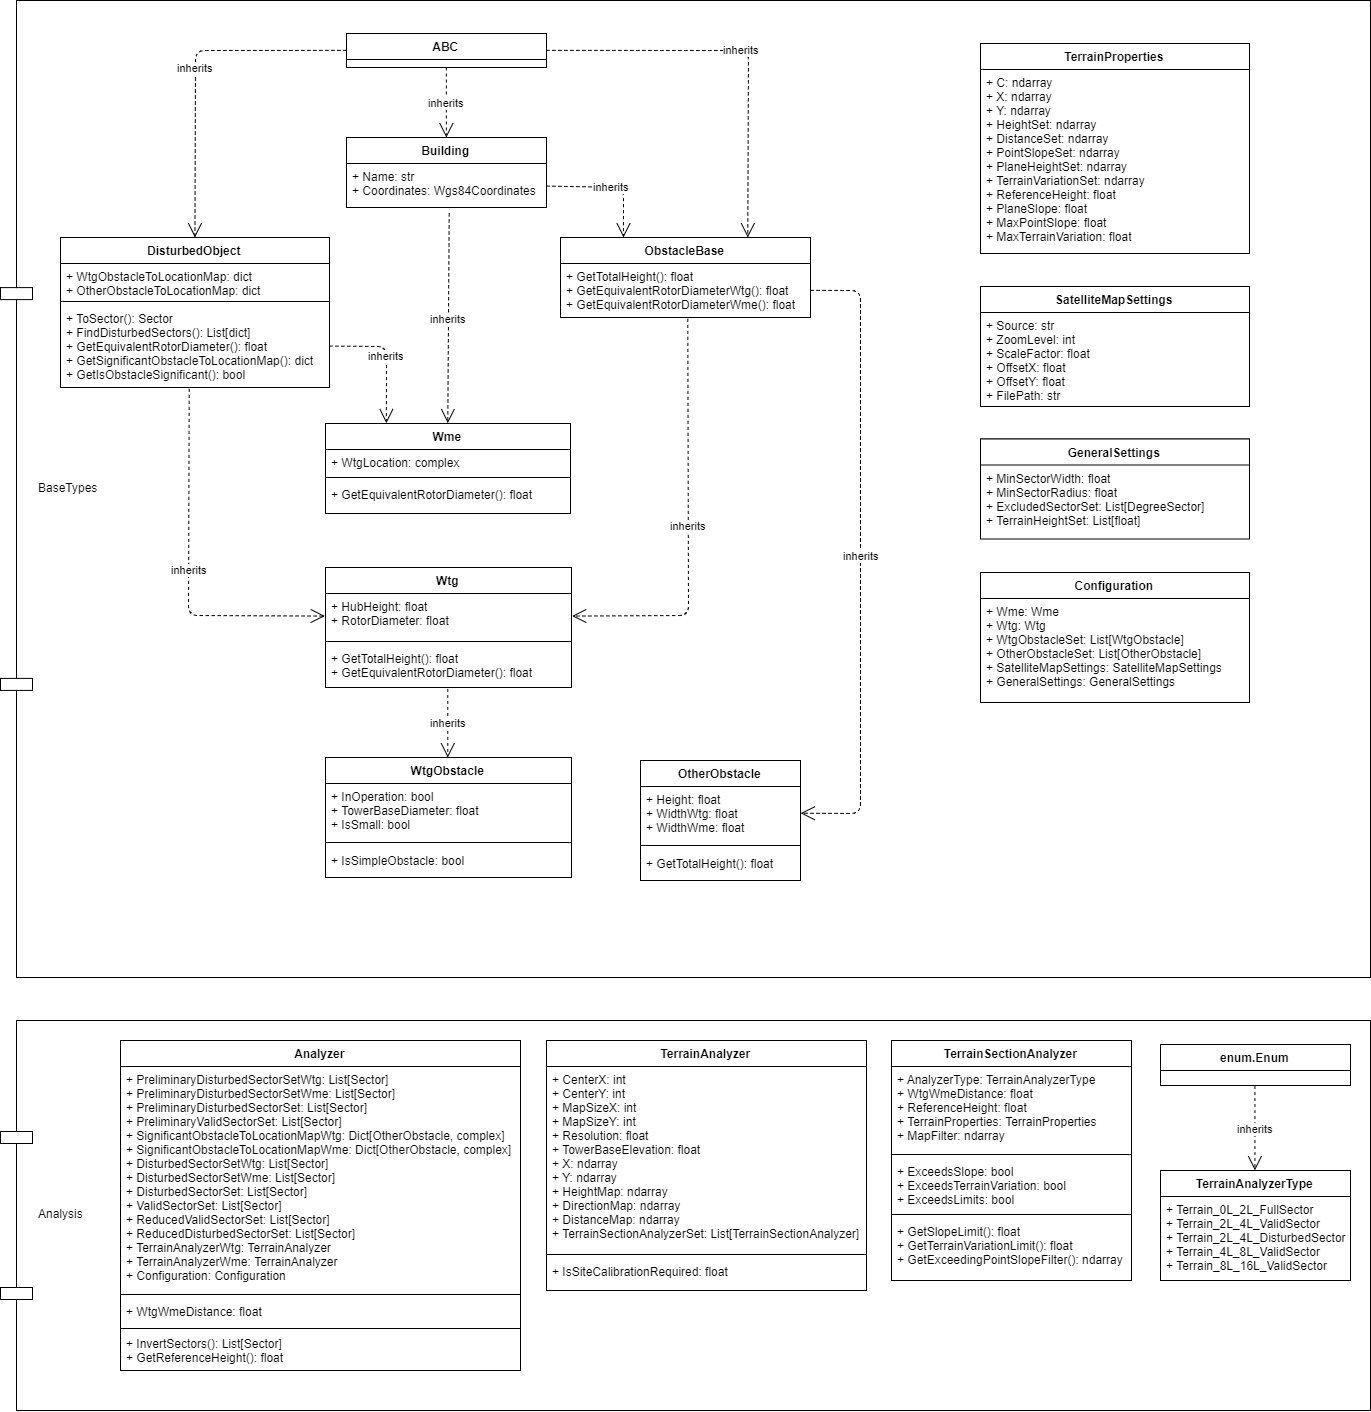 ABC
inherits
inherits
inherits
Building
+ Name: str
+ Coordinates: Wgs84Coordinates
inherits
DisturbedObject
+ WtgObstacleToLocationMap: dict
+ OtherObstacleToLocationMap: dict
+ ToSector(): Sector
+ FindDisturbedSectors(): List[dict]
+ GetEquivalentRotorDiameter(): float
+ GetSignificantObstacleToLocationMap(): dict
+ GetIsObstacleSignificant(): bool
inherits
inherits
ObstacleBase
+ GetTotalHeight(): float
+ GetEquivalentRotorDiameterWtg(): float
+ GetEquivalentRotorDiameterWme(): float
Wme
+ WtgLocation: complex
+ GetEquivalentRotorDiameter(): float
BaseTypes
inherits
inherits
inherits
Wtg
+ HubHeight: float
+ RotorDiameter: float
+ GetTotalHeight(): float
+ GetEquivalentRotorDiameter(): float
inherits
WtgObstacle
+ InOperation: bool
+ TowerBaseDiameter: float
+ IsSmall: bool
+ IsSimpleObstacle: bool
OtherObstacle
+ Height: float
+ WidthWtg: float
+ WidthWme: float
+ GetTotalHeight(): float
TerrainProperties
+ C: ndarray
+ X: ndarray
+ Y: ndarray
+ HeightSet: ndarray
+ DistanceSet: ndarray
+ PointSlopeSet: ndarray
+ PlaneHeightSet: ndarray
+ TerrainVariationSet: ndarray
+ ReferenceHeight: float
+ PlaneSlope: float
+ MaxPointSlope: float
+ MaxTerrainVariation: float
SatelliteMapSettings
+ Source: str
+ ZoomLevel: int
+ ScaleFactor: float
+ OffsetX: float
+ OffsetY: float
+ FilePath: str
GeneralSettings
+ MinSectorWidth: float
+ MinSectorRadius: float
+ ExcludedSectorSet: List[DegreeSector]
+ TerrainHeightSet: List[float]
Configuration
+ Wme: Wme
+ Wtg: Wtg
+ WtgObstacleSet: List[WtgObstacle]
+ OtherObstacleSet: List[OtherObstacle]
+ SatelliteMapSettings: SatelliteMapSettings
+ GeneralSettings: GeneralSettings
Analysis
Analyzer
+ PreliminaryDisturbedSectorSetWtg: List[Sector]
+ PreliminaryDisturbedSectorSetWme: List[Sector]
+ PreliminaryDisturbedSectorSet: List[Sector]
+ PreliminaryValidSectorSet: List[Sector]
+ SignificantObstacleToLocationMapWtg: Dict[OtherObstacle, complex]
+ SignificantObstacleToLocationMapWme: Dict[OtherObstacle, complex]
+ DisturbedSectorSetWtg: List[Sector]
+ DisturbedSectorSetWme: List[Sector]
+ DisturbedSectorSet: List[Sector]
+ ValidSectorSet: List[Sector]
+ ReducedValidSectorSet: List[Sector]
+ ReducedDisturbedSectorSet: List[Sector]
+ TerrainAnalyzerWtg: TerrainAnalyzer
+ TerrainAnalyzerWme: TerrainAnalyzer
+ Configuration: Configuration
+ WtgWmeDistance: float
+ InvertSectors(): List[Sector]
+ GetReferenceHeight(): float
TerrainAnalyzer
+ CenterX: int
+ CenterY: int
+ MapSizeX: int
+ MapSizeY: int
+ Resolution: float
+ TowerBaseElevation: float
+ X: ndarray
+ Y: ndarray
+ HeightMap: ndarray
+ DirectionMap: ndarray
+ DistanceMap: ndarray
+ TerrainSectionAnalyzerSet: List[TerrainSectionAnalyzer]
+ IsSiteCalibrationRequired: float
TerrainSectionAnalyzer
+ AnalyzerType: TerrainAnalyzerType
+ WtgWmeDistance: float
+ ReferenceHeight: float
+ TerrainProperties: TerrainProperties
+ MapFilter: ndarray
+ ExceedsSlope: bool
+ ExceedsTerrainVariation: bool
+ ExceedsLimits: bool
+ GetSlopeLimit(): float
+ GetTerrainVariationLimit(): float
+ GetExceedingPointSlopeFilter(): ndarray
enum.Enum
inherits
TerrainAnalyzerType
+ Terrain_0L_2L_FullSector
+ Terrain_2L_4L_ValidSector
+ Terrain_2L_4L_DisturbedSector
+ Terrain_4L_8L_ValidSector
+ Terrain_8L_16L_ValidSector